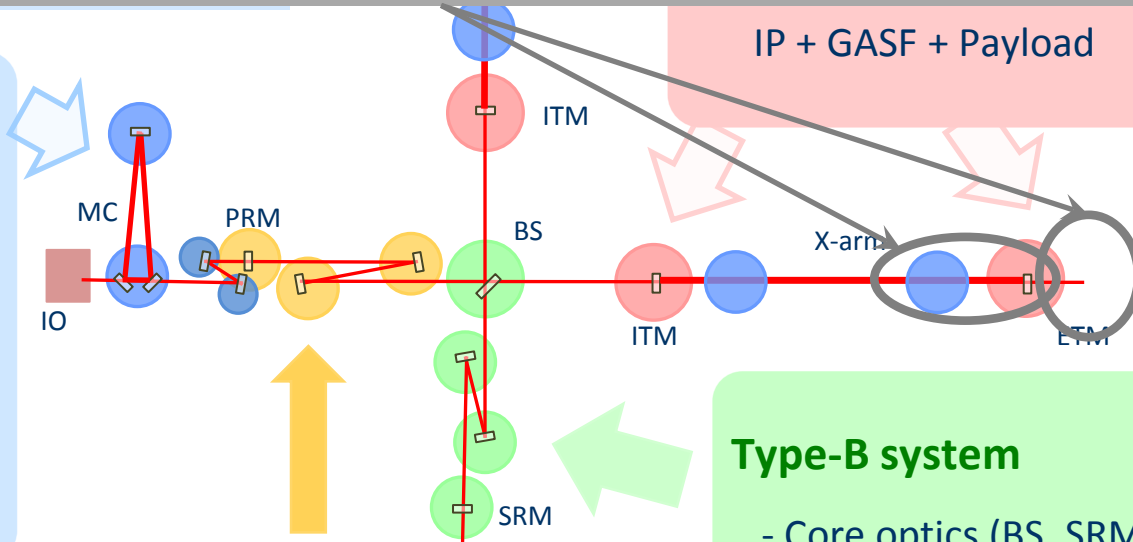 IP + GASF + Payload
ITM
MC
PRM
BS
X-arm
IO
ITM
ETM
Type-B system
- Core optics (BS, SRM
SRM